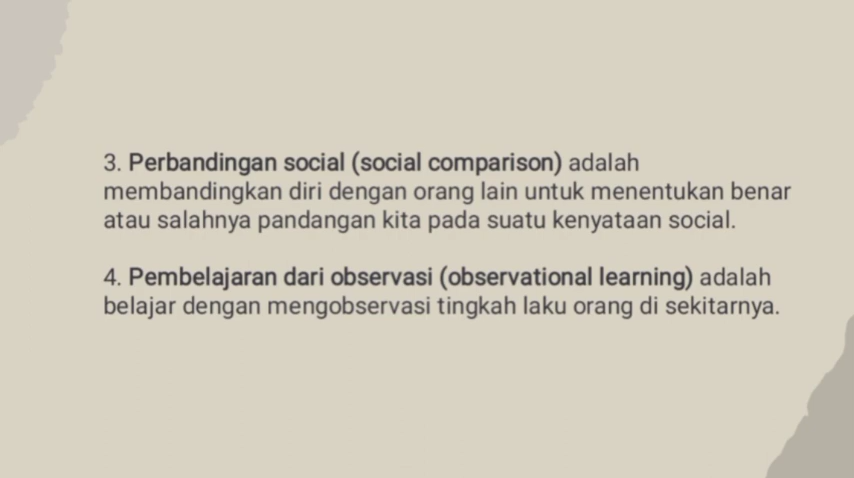 3. Perbandingan social (social comparison) adalah
membandingkan diri dengan orang lain untuk menentukan benar
atau salahnya pandangan kita pada suatu kenyataan social.
4. Pembelajaran dari observasi (observational learning) adalah
belajar dengan mengobservasi tingkah laku orang di sekitarnya.